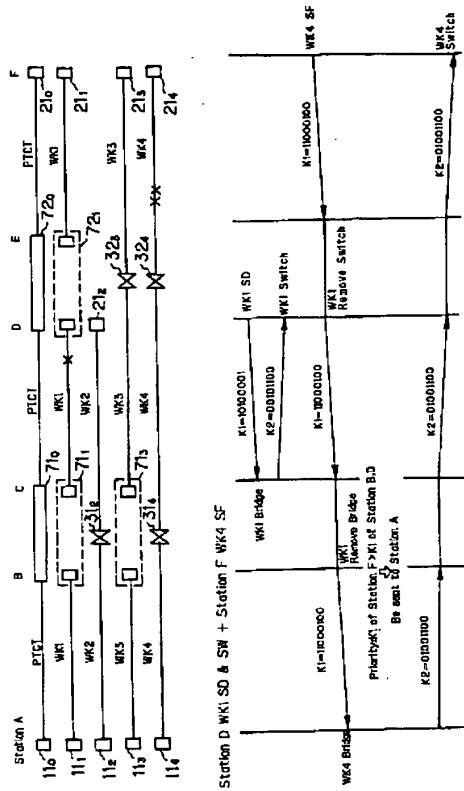 Station A
B
C
D
E
F
PTCT
PTCT
PTCT
71₀
72₀
11₀
21₀
WK1
WK1
WK1
71₁
72₁
11₁
21₁
WK2
WK2
31₂
11₂
21₂
WK3
WK3
WK3
71₃
32₃
11₃
21₃
WK4
WK4
WK4
31₄
32₄
11₄
21₄
Station D WK1 SD & SW + Station F WK4 SF
WK1 SD
K1=10100001
WK1 Bridge
K2=00101100
WK1 Switch
WK4 SF
K1=11000100
WK1
Remove Switch
K1=11000100
WK1
Remove Bridge
Priority:K1 of Station F>K1 of Station B,D
Be sent to Station A
K1=11000100
WK4 Bridge
K2=01001100
K2=01001100
K2=01001100
WK4
Switch